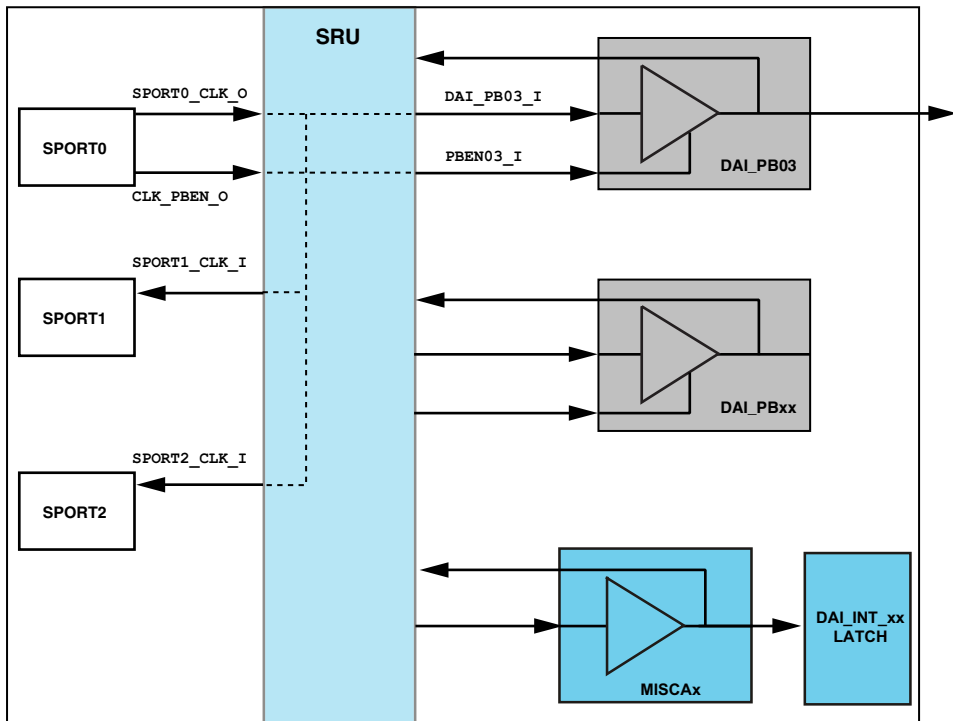 SRU
SPORT0_CLK_O
DAI_PB03_I
SPORT0
PBEN03_I
DAI_PB03
CLK_PBEN_O
SPORT1_CLK_I
SPORT1
DAI_PBxx
SPORT2_CLK_I
SPORT2
DAI_INT_xx
LATCH
MISCAx